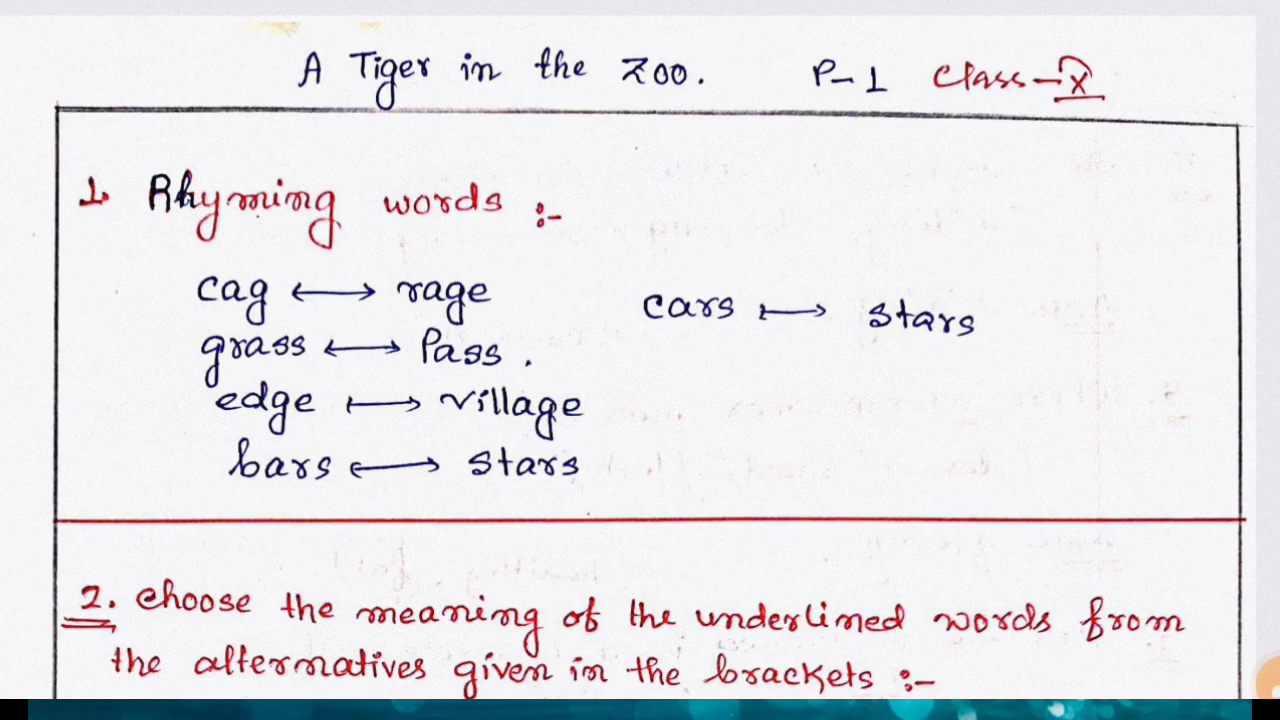 A Tiger in the Zoo. P-1 Class-X
1. Rhyming words :-
cag ⟷ rage
cars ⟼ stars
grass ⟷ Pass .
edge ⟼ village
bars ⟷ stars
2. choose the meaning of the underlined words from
the alternatives given in the brackets :-